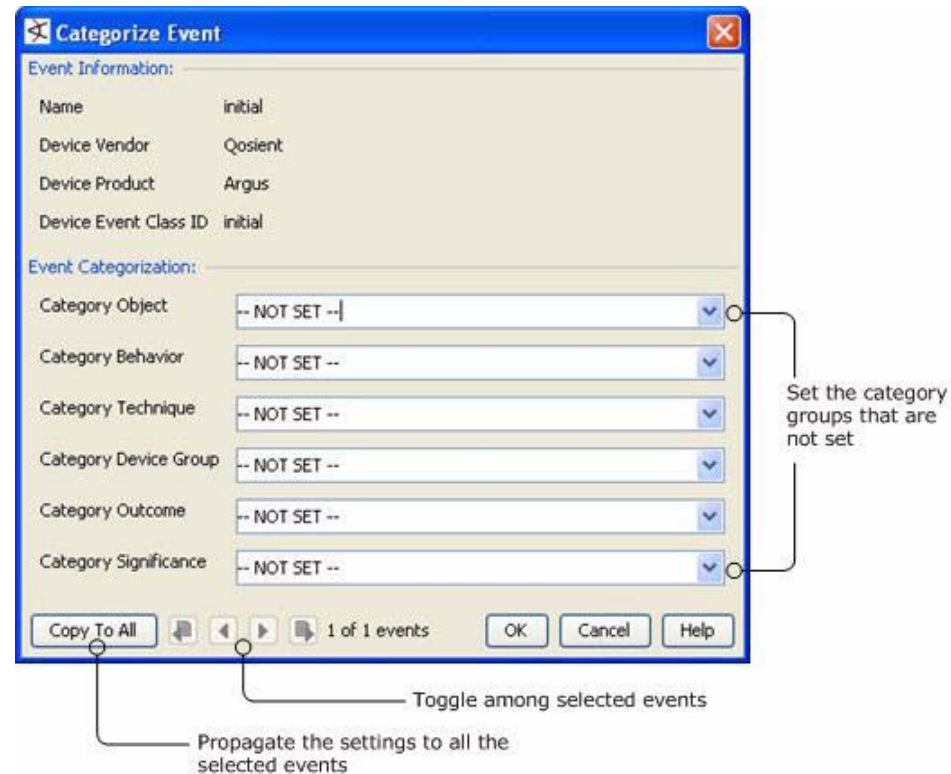 Categorize Event
Event Information:
Name initial
Device Vendor Qosient
Device Product Argus
Device Event Class ID initial
Event Categorization:
Category Object -- NOT SET --
Category Behavior -- NOT SET --
Category Technique -- NOT SET --
Category Device Group -- NOT SET --
Category Outcome -- NOT SET --
Category Significance -- NOT SET --
Set the category
groups that are
not set
Copy To All 1 of 1 events OK Cancel Help
Toggle among selected events
Propagate the settings to all the
selected events